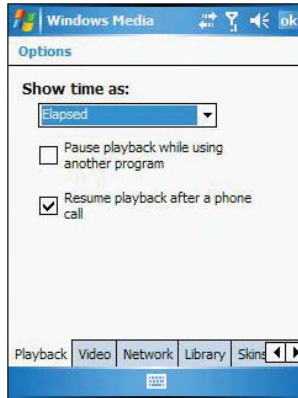 Windows Media ok
Options
Show time as:
Elapsed
Pause playback while using
another program
Resume playback after a phone
call
Playback Video Network Library Skins